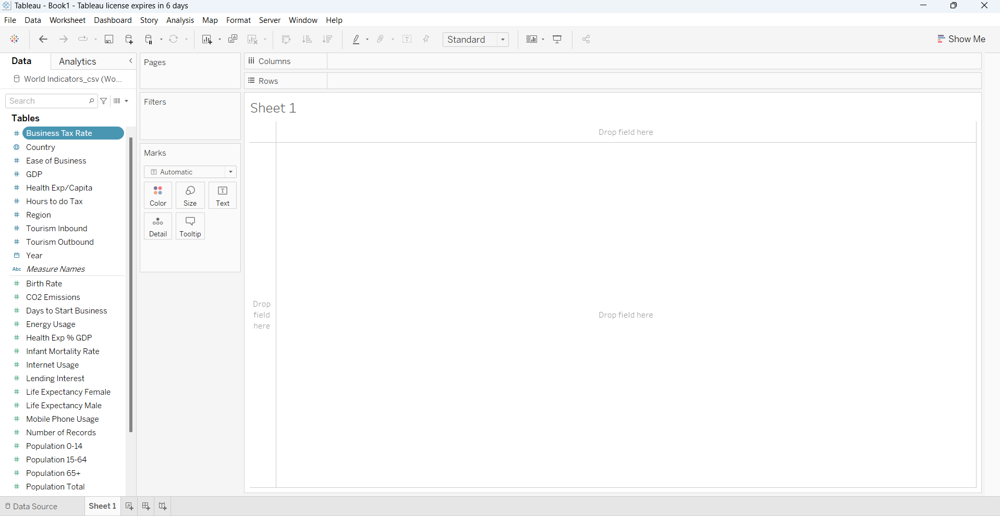 Tableau - Book1 - Tableau license expires in 6 days
File Data Worksheet Dashboard Story Analysis Map Format Server Window Help
Standard
Show Me
Data
Analytics
World Indicators_csv (Wo...
Search
Tables
Business Tax Rate
Country
Ease of Business
GDP
Health Exp/Capita
Hours to do Tax
Region
Tourism Inbound
Tourism Outbound
Year
Abc Measure Names
Birth Rate
CO2 Emissions
Days to Start Business
Energy Usage
Health Exp % GDP
Infant Mortality Rate
Internet Usage
Lending Interest
Life Expectancy Female
Life Expectancy Male
Mobile Phone Usage
Number of Records
Population 0-14
Population 15-64
Population 65+
Population Total
Pages
Filters
Marks
Automatic
Color Size Text
Detail Tooltip
Columns
Rows
Sheet 1
Drop field here
Drop
field
here
Drop field here
Data Source
Sheet 1